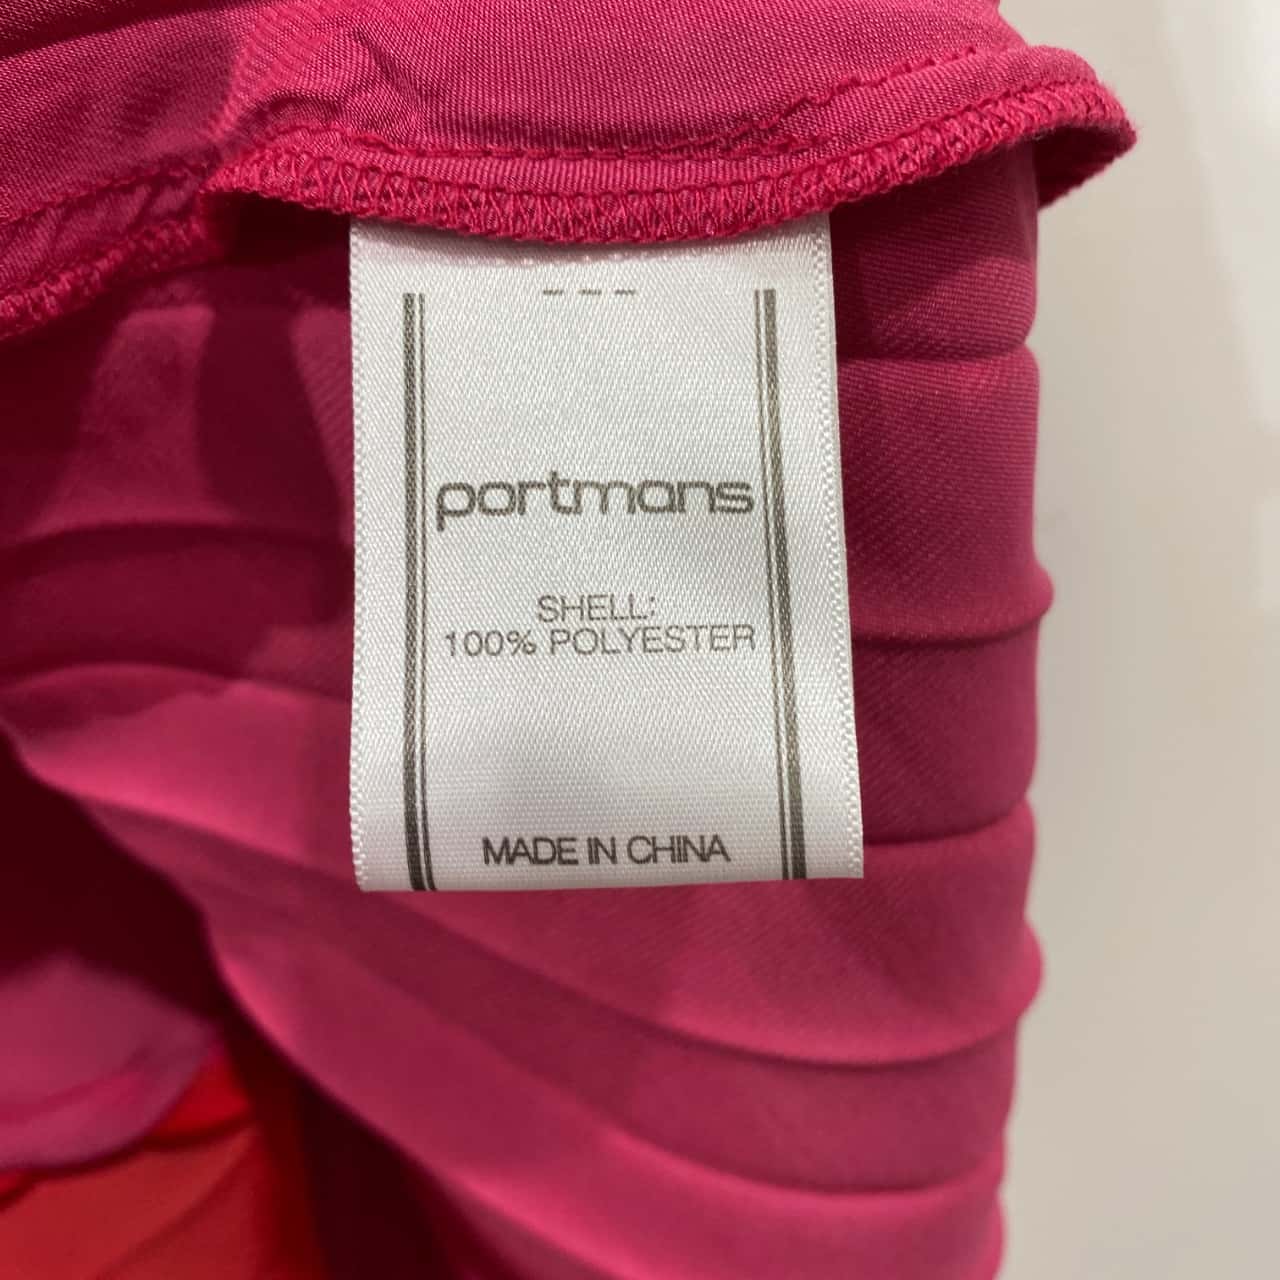 portmans
SHELL:
100% POLYESTER
MADE IN CHINA